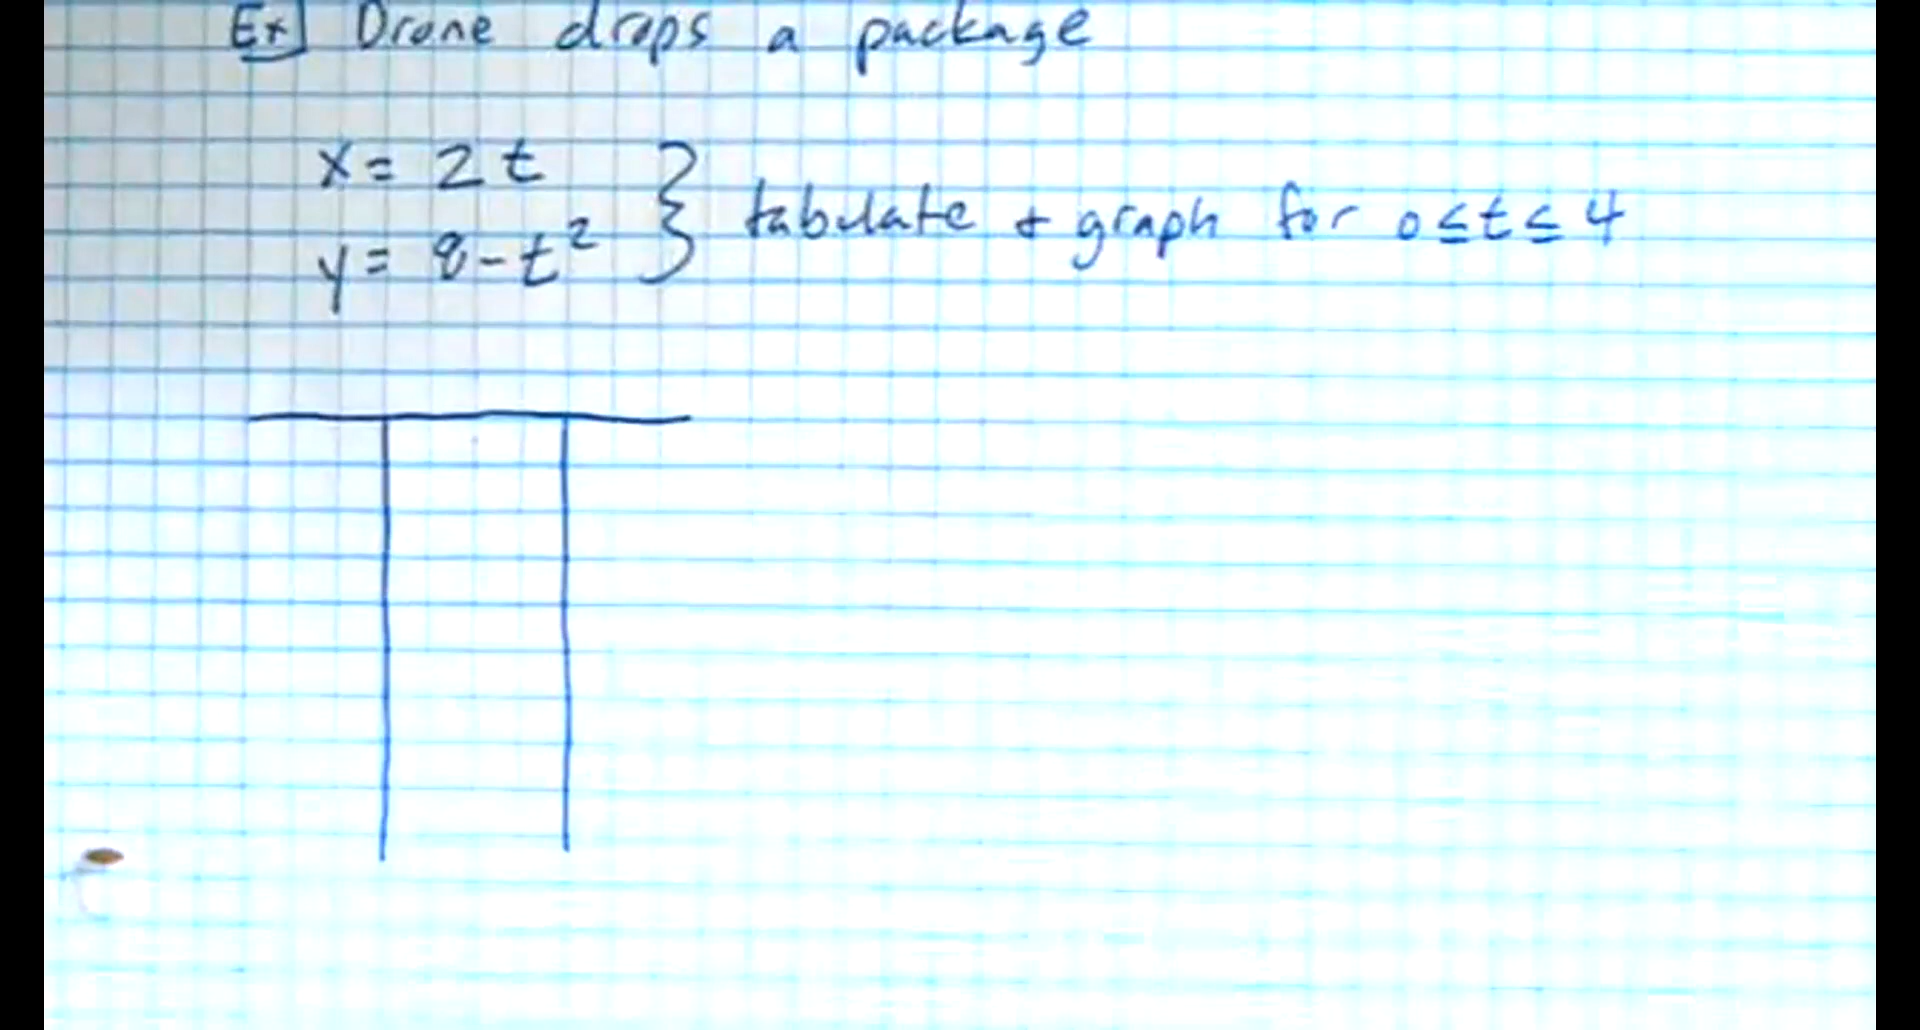 Ex] Drone drops a package
x = 2t
y = 8 - t²
} tabulate + graph for 0 ≤ t ≤ 4